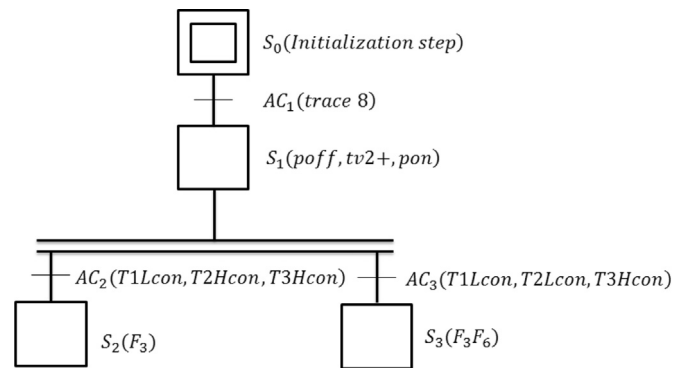 S₀(Initialization step)
AC₁(trace 8)
S₁(poff, tv2+, pon)
AC₂(T1Lcon, T2Hcon, T3Hcon)
AC₃(T1Lcon, T2Lcon, T3Hcon)
S₂(F₃)
S₃(F₃F₆)